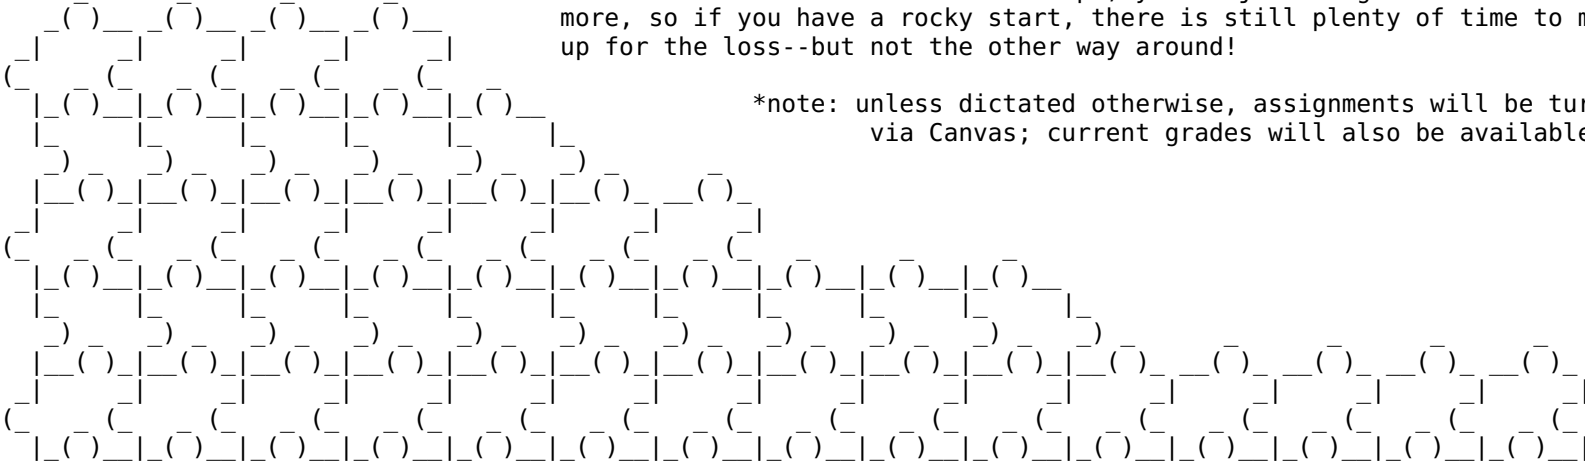 more, so if you have a rocky start, there is still plenty of time to
up for the loss--but not the other way around!
*note: unless dictated otherwise, assignments will be
via Canvas; current grades will also be available